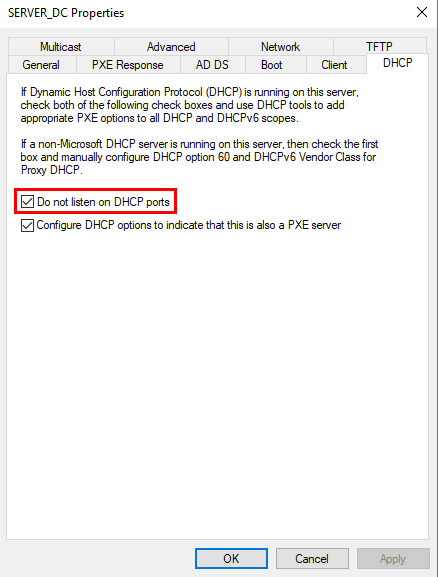 SERVER_DC Properties
Multicast Advanced Network TFTP
General PXE Response AD DS Boot Client DHCP
If Dynamic Host Configuration Protocol (DHCP) is running on this server,
check both of the following check boxes and use DHCP tools to add
appropriate PXE options to all DHCP and DHCPv6 scopes.
If a non-Microsoft DHCP server is running on this server, then check the first
box and manually configure DHCP option 60 and DHCPv6 Vendor Class for
Proxy DHCP.
Do not listen on DHCP ports
Configure DHCP options to indicate that this is also a PXE server
OK Cancel Apply